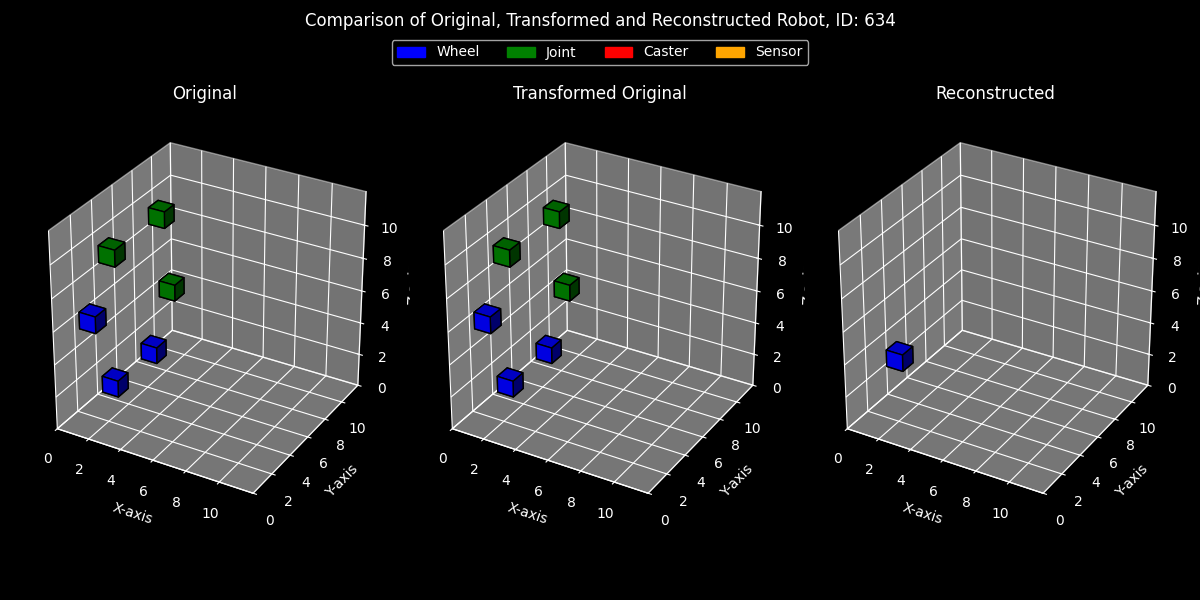 Comparison of Original, Transformed and Reconstructed Robot, ID: 634
Wheel Joint Caster Sensor
Original Transformed Original Reconstructed
10 8 6 4 2 0
0 2 4 6 8 10
X-axis
0 2 4 6 8 10
Y-axis
10 8 6 4 2 0
0 2 4 6 8 10
X-axis
0 2 4 6 8 10
Y-axis
10 8 6 4 2 0
0 2 4 6 8 10
X-axis
0 2 4 6 8 10
Y-axis